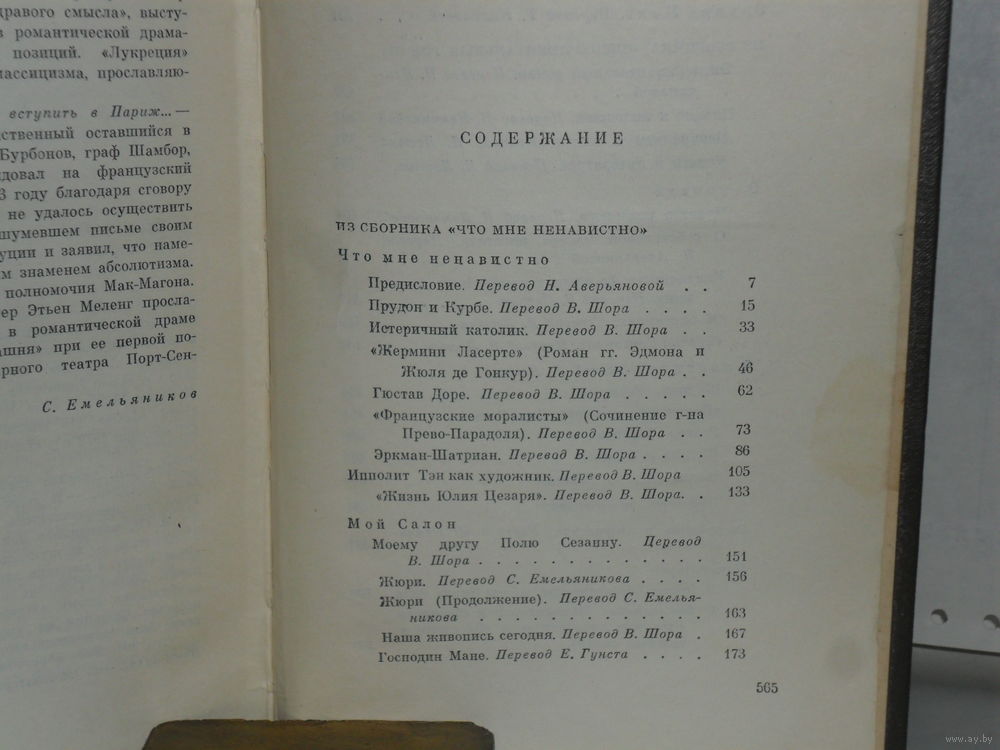 дравого смысла», высту-
в романтической драма-
позиций. «Лукреция»
лассицизма, прославляю-
вступить в Париж...—
ственный оставшийся в
Бурбонов, граф Шамбор,
ндовал на французский
3 году благодаря сговору
не удалось осуществить
шумевшем письме своим
уции и заявил, что наме-
м знаменем абсолютизма.
полномочия Мак-Магона.
ер Этьен Меленг просла-
в романтической драме
ашня» при ее первой по-
рного театра Порт-Сен-
С. Емельяников
СОДЕРЖАНИЕ
ИЗ СБОРНИКА «ЧТО МНЕ НЕНАВИСТНО»
Что мне ненавистно
Предисловие. Перевод Н. Аверьяновой . . 7
Прудон и Курбе. Перевод В. Шора . . . . 15
Истеричный католик. Перевод В. Шора . . 33
«Жермини Ласерте» (Роман гг. Эдмона и
Жюля де Гонкур). Перевод В. Шора . . 46
Гюстав Доре. Перевод В. Шора . . . . . 62
«Французские моралисты» (Сочинение г-на
Прево-Парадоля). Перевод В. Шора . . 73
Эркман-Шатриан. Перевод В. Шора . . . . 86
Ипполит Тэн как художник. Перевод В. Шора 105
«Жизнь Юлия Цезаря». Перевод В. Шора. . 133
Мой Салон
Моему другу Полю Сезанну. Перевод
В. Шора . . . . . . . . . . . . . 151
Жюри. Перевод С. Емельяникова . . . . 156
Жюри (Продолжение). Перевод С. Емелья-
никова . . . . . . . . . . . . . 163
Наша живопись сегодня. Перевод В. Шора . 167
Господин Мане. Перевод Е. Гунста . . . . 173
565
www.ay.by